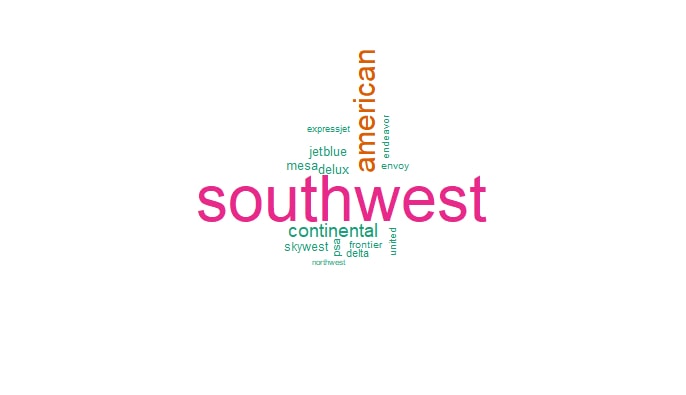 american
expressjet
endeavor
jetblue
mesa
delux
envoy
southwest
continental
skywest
psa
frontier
united
delta
northwest